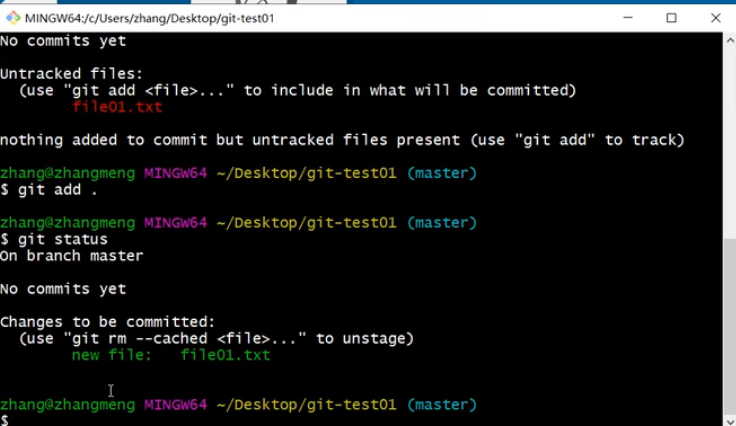 MINGW64:/c/Users/zhang/Desktop/git-test01
No commits yet
Untracked files:
(use "git add <file>..." to include in what will be committed)
file01.txt
nothing added to commit but untracked files present (use "git add" to track)
zhang@zhangmeng MINGW64 ~/Desktop/git-test01 (master)
$ git add .
zhang@zhangmeng MINGW64 ~/Desktop/git-test01 (master)
$ git status
On branch master
No commits yet
Changes to be committed:
(use "git rm --cached <file>..." to unstage)
new file:   file01.txt
zhang@zhangmeng MINGW64 ~/Desktop/git-test01 (master)
$